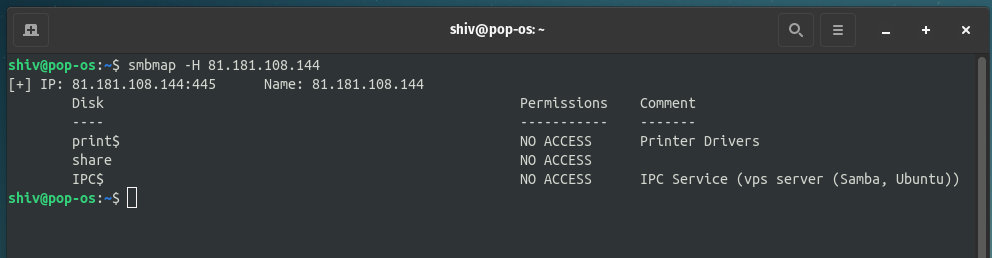 shiv@pop-os: ~
shiv@pop-os:~$ smbmap -H 81.181.108.144
[+] IP: 81.181.108.144:445      Name: 81.181.108.144
        Disk                                                    Permissions     Comment
        ----                                                    -----------     -------
        print$                                                  NO ACCESS       Printer Drivers
        share                                                   NO ACCESS
        IPC$                                                    NO ACCESS       IPC Service (vps server (Samba, Ubuntu))
shiv@pop-os:~$